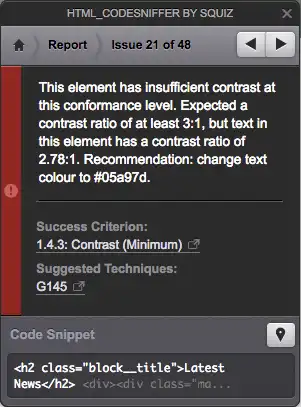 HTML_CODESNIFFER BY SQUIZ
Report Issue 21 of 48
This element has insufficient contrast at
this conformance level. Expected a
contrast ratio of at least 3:1, but text in
this element has a contrast ratio of
2.78:1. Recommendation: change text
colour to #05a97d.
Success Criterion:
1.4.3: Contrast (Minimum)
Suggested Techniques:
G145
Code Snippet
<h2 class="block__title">Latest
News</h2> <div><div class="ma...